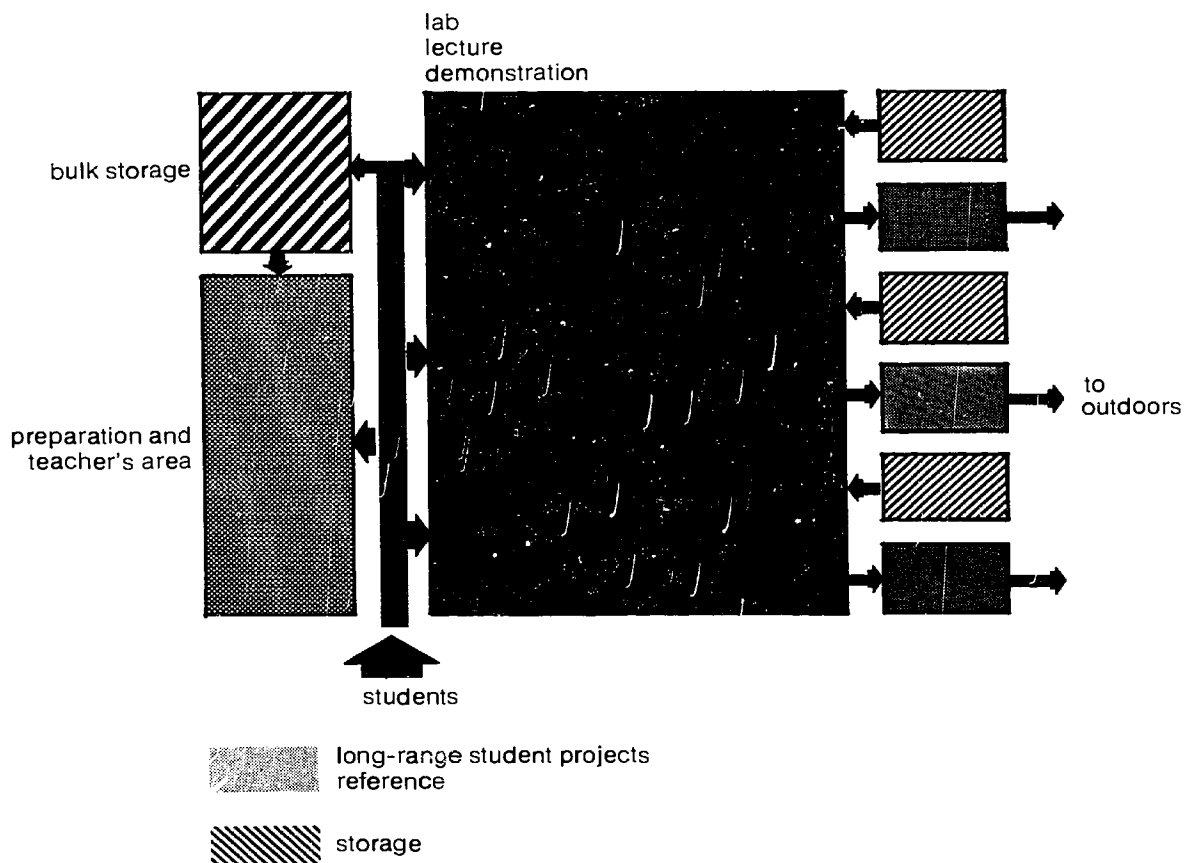 lab
lecture
demonstration
bulk storage
preparation and
teacher's area
to
outdoors
students
long-range student projects
reference
storage